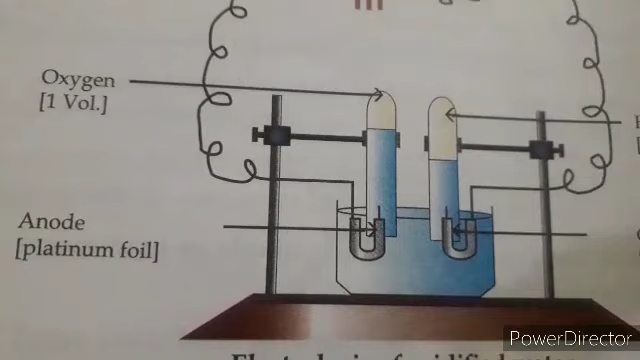 Oxygen
[1 Vol.]
Anode
[platinum foil]
PowerDirector